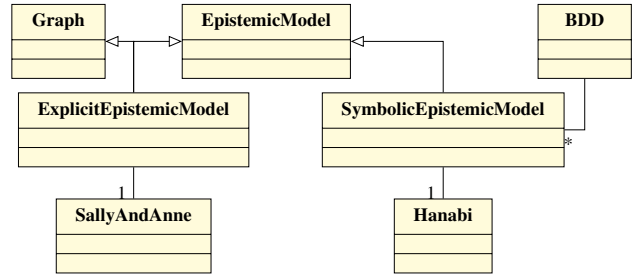 Graph
EpistemicModel
BDD
ExplicitEpistemicModel
SymbolicEpistemicModel
*
1
1
SallyAndAnne
Hanabi